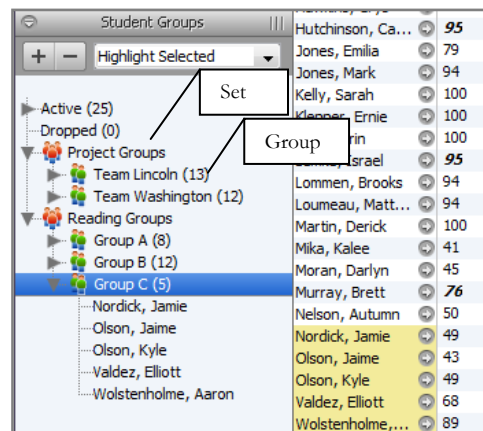 Student Groups
Highlight Selected
Active (25)
Dropped (0)
Project Groups
Team Lincoln (13)
Team Washington (12)
Reading Groups
Group A (8)
Group B (12)
Group C (5)
Nordick, Jamie
Olson, Jaime
Olson, Kyle
Valdez, Elliott
Wolstenholme, Aaron
Set
Group
Hutchinson, Ca... 95
Jones, Emilia 79
Jones, Mark 94
Kelly, Sarah 100
Klepper, Ernie 100
100
Israel 95
Lommen, Brooks 94
Loumeau, Matt... 94
Martin, Derick 100
Mika, Kalee 41
Moran, Darlyn 45
Murray, Brett 76
Nelson, Autumn 50
Nordick, Jamie 49
Olson, Jaime 43
Olson, Kyle 49
Valdez, Elliott 68
Wolstenholme,... 89